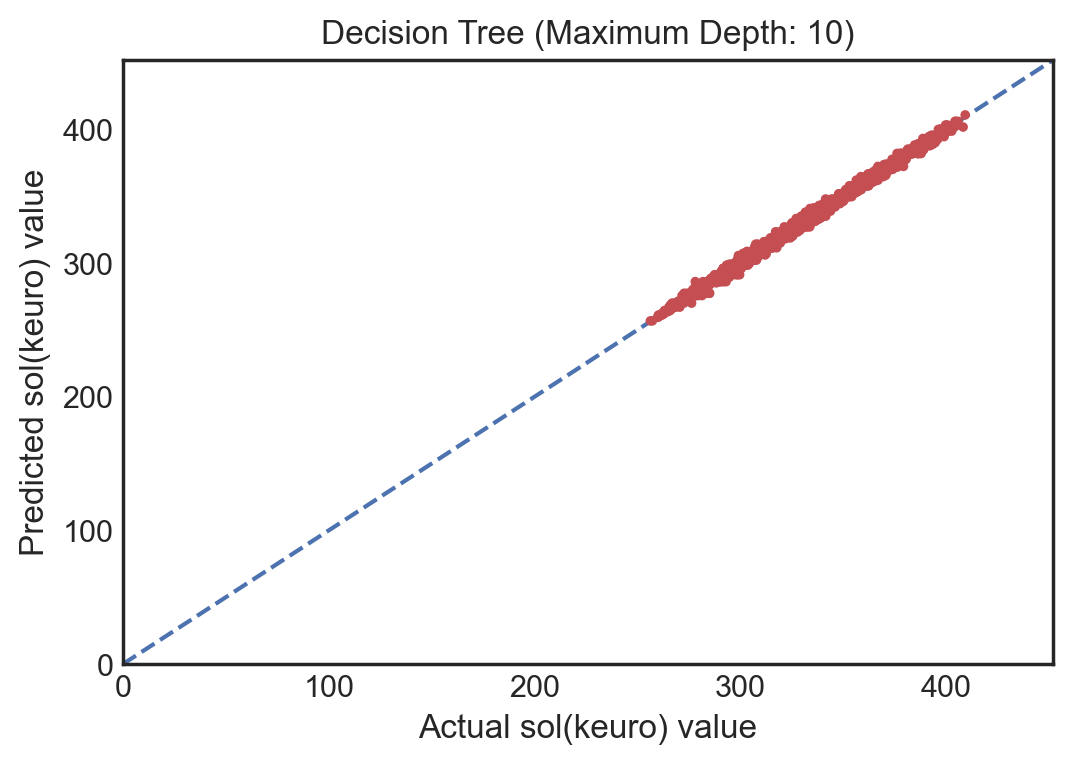 Decision Tree (Maximum Depth: 10)
Predicted sol(keuro) value
400
300
200
100
0
0 100 200 300 400
Actual sol(keuro) value